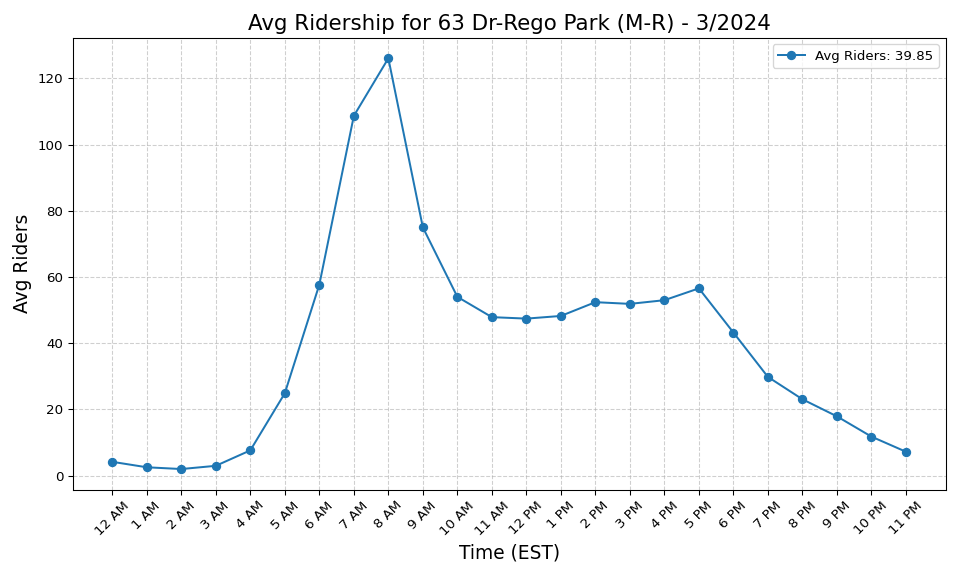 Avg Ridership for 63 Dr-Rego Park (M-R) - 3/2024
Avg Riders: 39.85
Avg Riders
120
100
80
60
40
20
0
12 AM
1 AM
2 AM
3 AM
4 AM
5 AM
6 AM
7 AM
8 AM
9 AM
10 AM
11 AM
12 PM
1 PM
2 PM
3 PM
4 PM
5 PM
6 PM
7 PM
8 PM
9 PM
10 PM
11 PM
Time (EST)